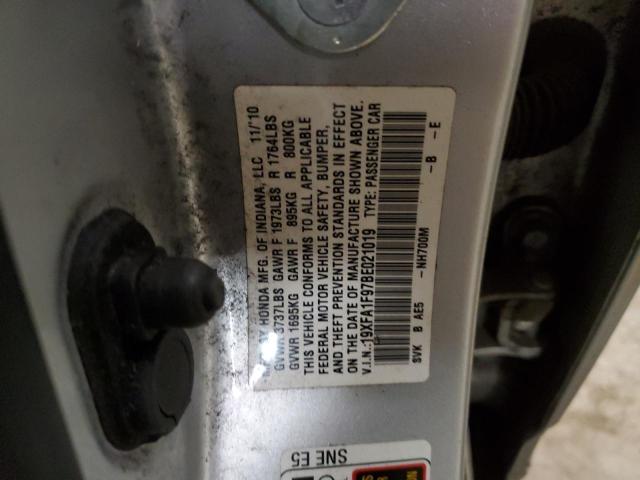 BY HONDA MFG. OF INDIANA, LLC 11/10
GVWR 3737LBS GAWR F 1973LBS R 1764LBS
GVWR 1695KG GAWR F 895KG R 800KG
THIS VEHICLE CONFORMS TO ALL APPLICABLE
FEDERAL MOTOR VEHICLE SAFETY, BUMPER,
AND THEFT PREVENTION STANDARDS IN EFFECT
ON THE DATE OF MANUFACTURE SHOWN ABOVE.
V.I.N.:19XFA1F97BE021019 TYPE: PASSENGER CAR
SVK B AE5 -NH700M -B -E
SNE E5